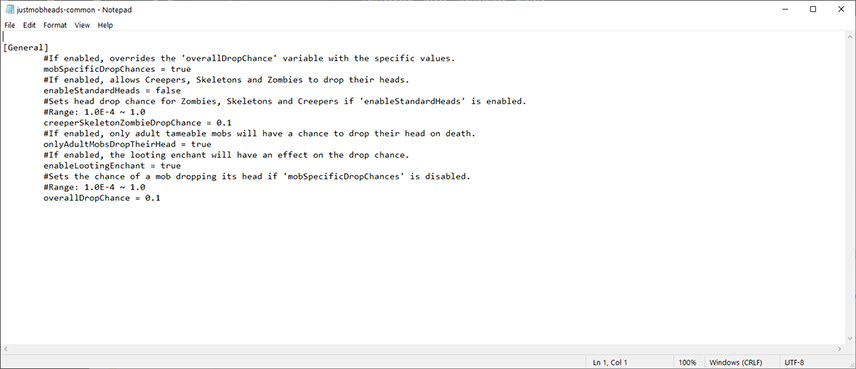 justmobheads-common - Notepad
File Edit Format View Help
[General]
#If enabled, overrides the 'overallDropChance' variable with the specific values.
mobSpecificDropChances = true
#If enabled, allows Creepers, Skeletons and Zombies to drop their heads.
enableStandardHeads = false
#Sets head drop chance for Zombies, Skeletons and Creepers if 'enableStandardHeads' is enabled.
#Range: 1.0E-4 ~ 1.0
creeperSkeletonZombieDropChance = 0.1
#If enabled, only adult tameable mobs will have a chance to drop their head on death.
onlyAdultMobsDropTheirHead = true
#If enabled, the looting enchant will have an effect on the drop chance.
enableLootingEnchant = true
#Sets the chance of a mob dropping its head if 'mobSpecificDropChances' is disabled.
#Range: 1.0E-4 ~ 1.0
overallDropChance = 0.1
Ln 1, Col 1 100% Windows (CRLF) UTF-8